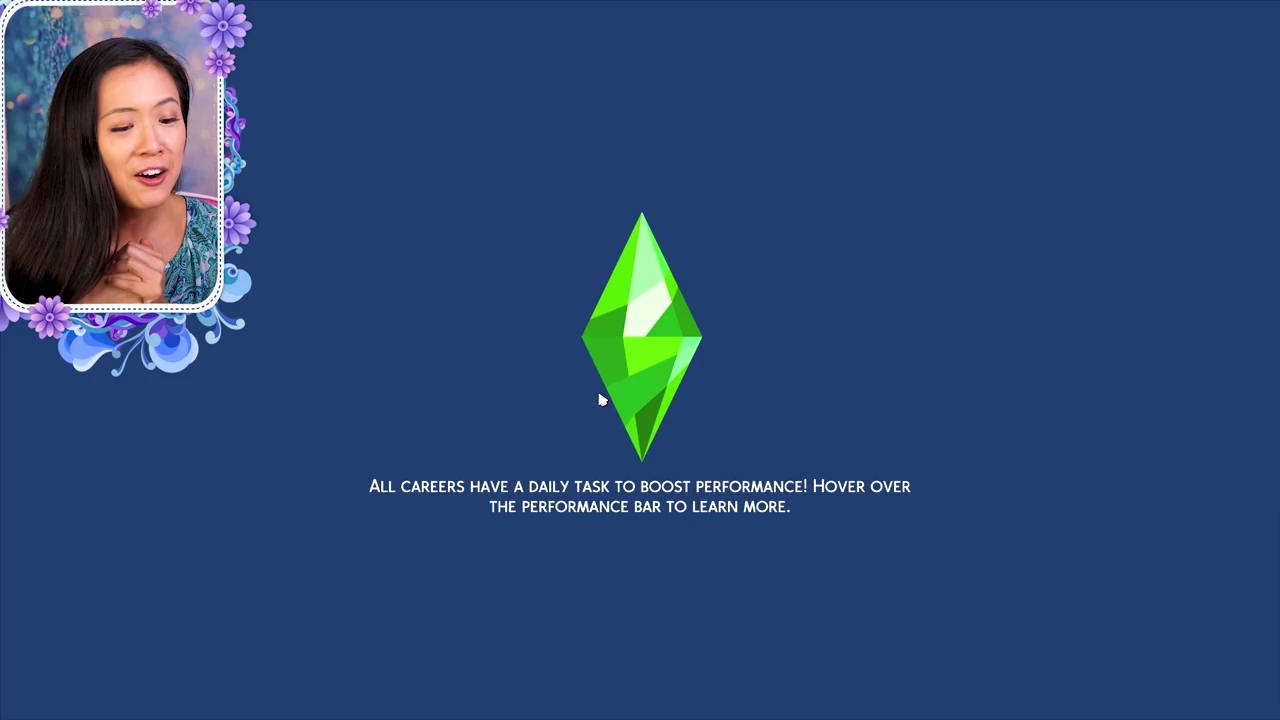 All careers have a daily task to boost performance! Hover over
the performance bar to learn more.